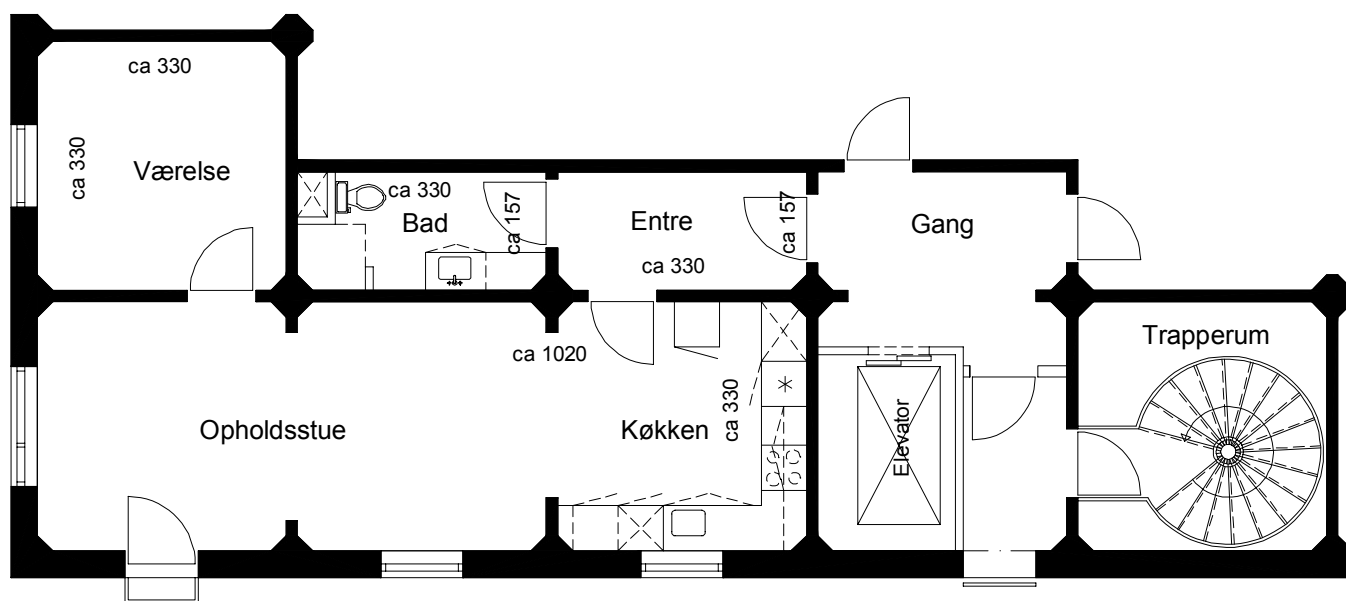 ca 330
ca 330
Værelse
ca 330
Bad
ca 157
Entre
ca 330
ca 157
Gang
Trapperum
ca 1020
ca 330
Opholdsstue
Køkken
Elevator